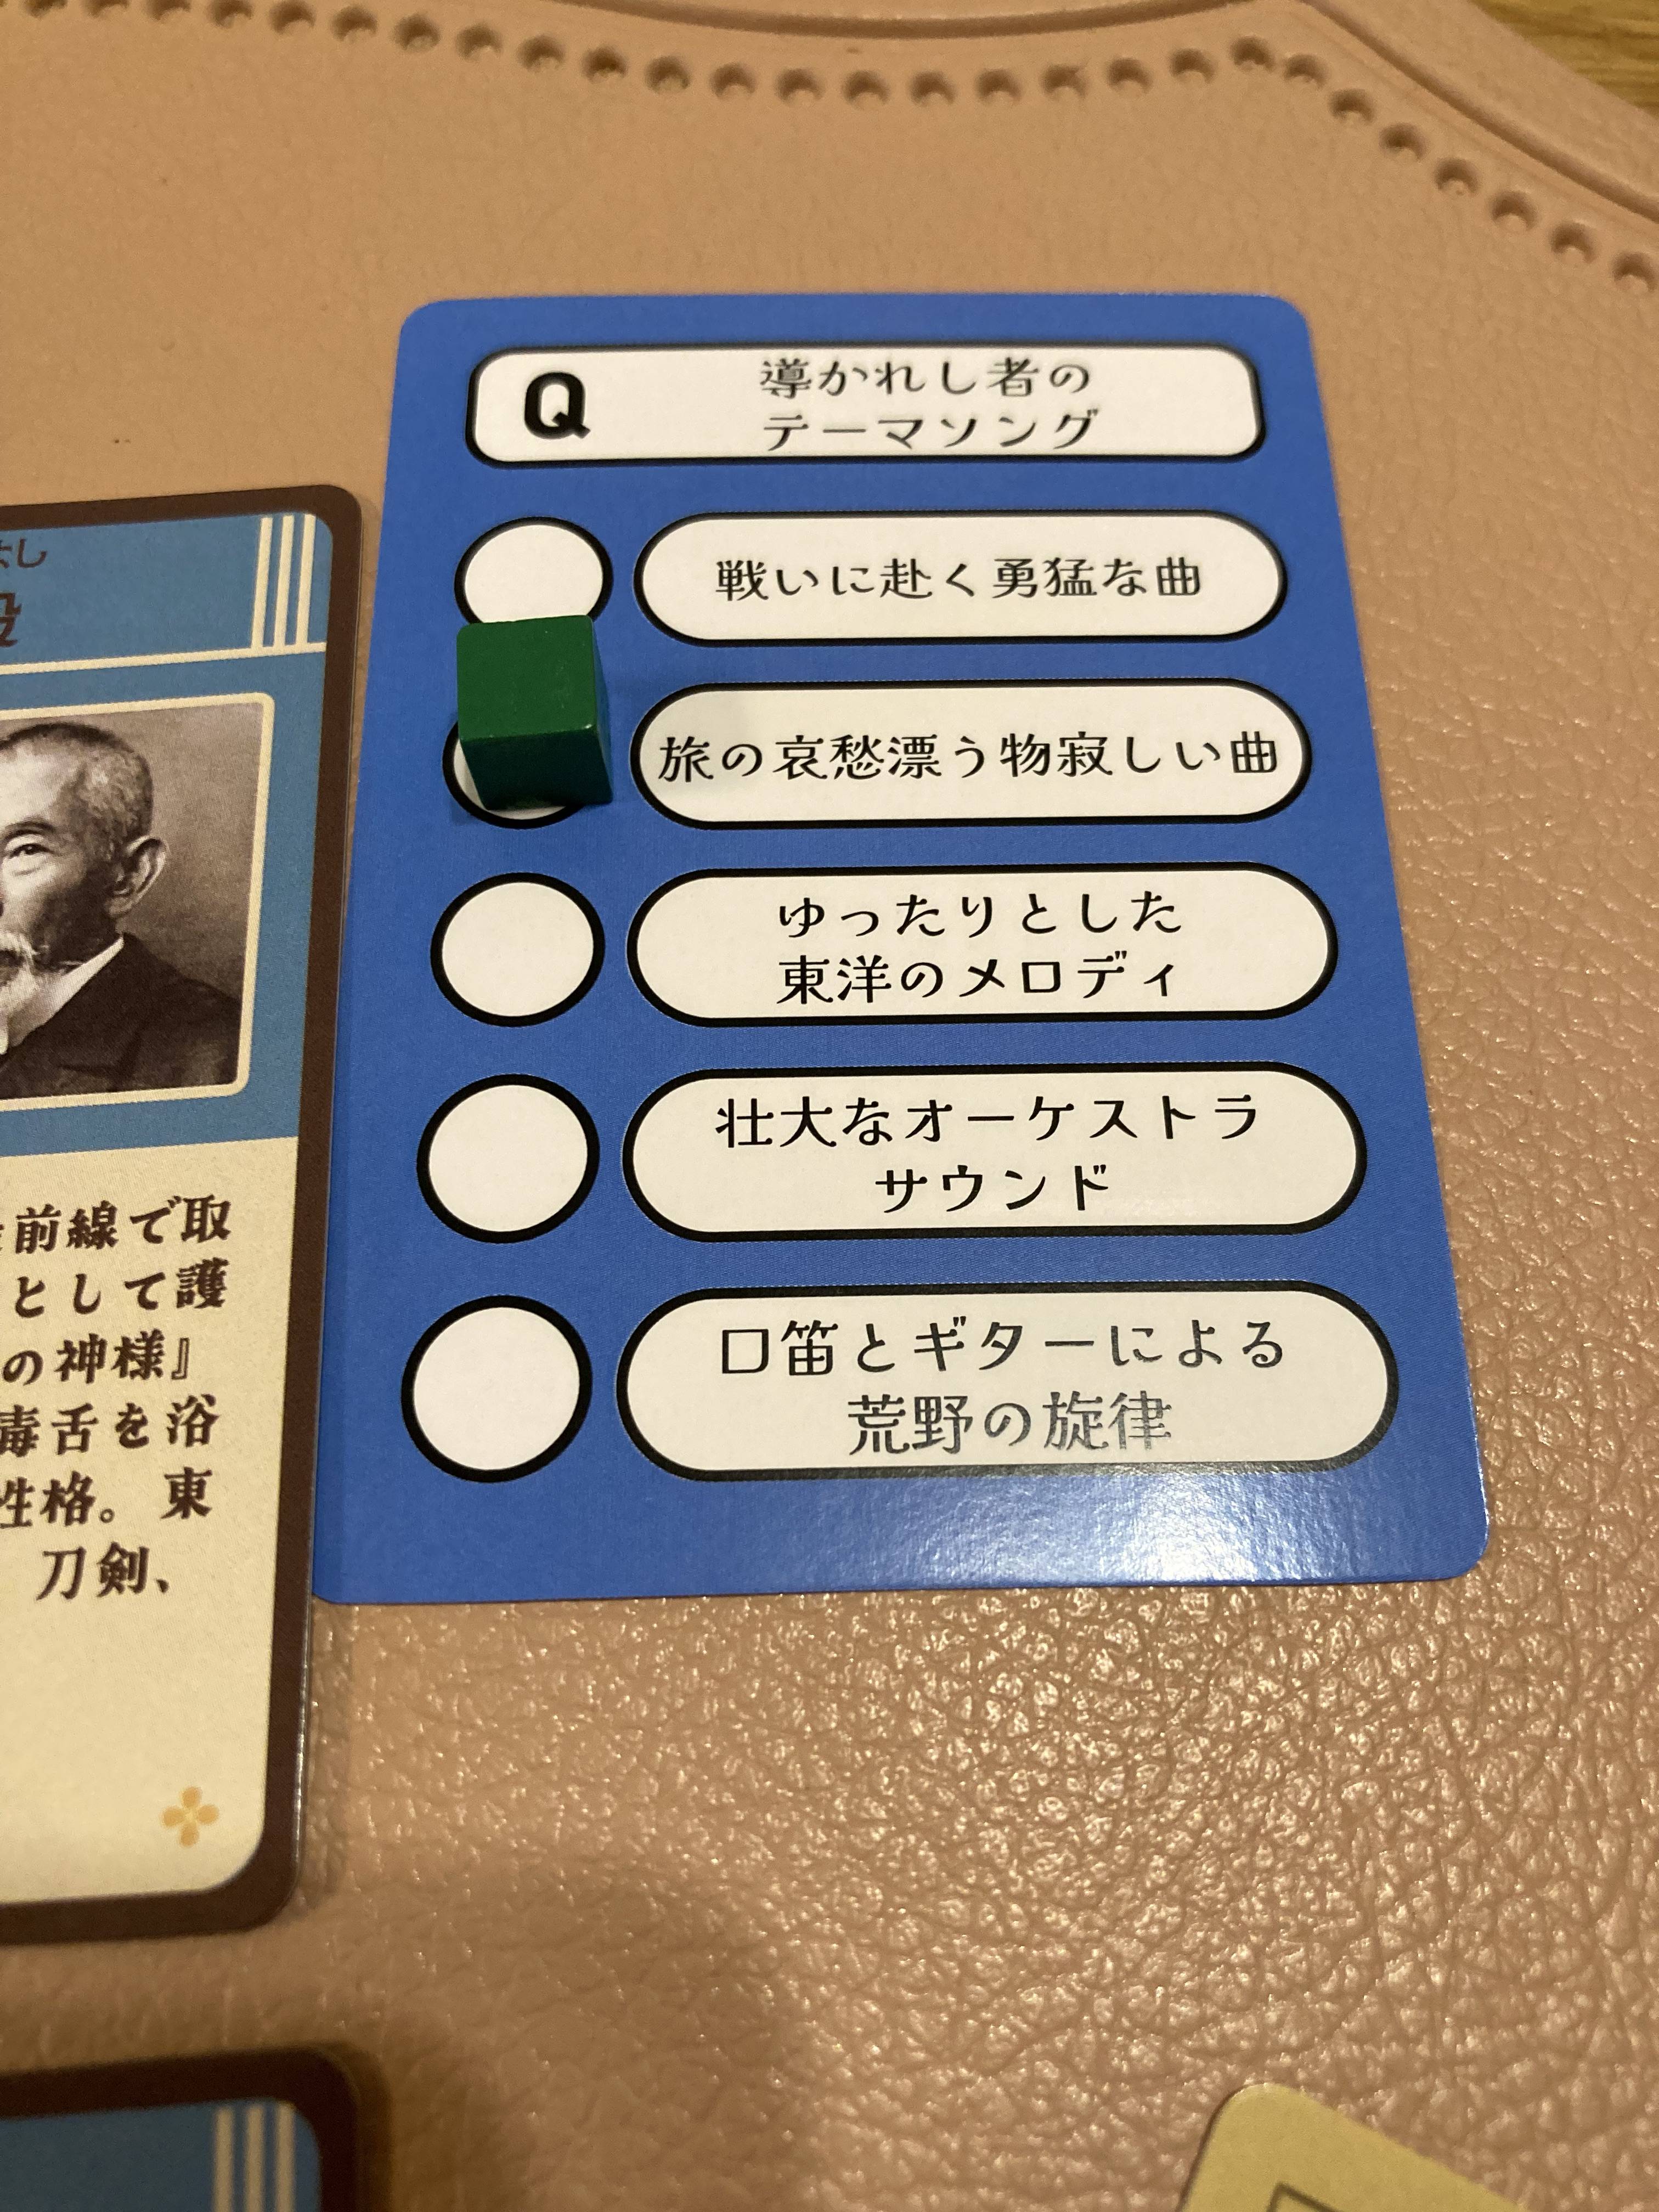 導かれし者の
Q
テーマソング
戦いに赴く勇猛な曲
旅の哀愁漂う物寂しい曲
ゆったりとした
東洋のメロディ
壮大なオーケストラ
サウンド
口笛とギターによる
荒野の旋律
よし
前線で取
として護
の神様』
毒舌を浴
性格。東
刀剣、